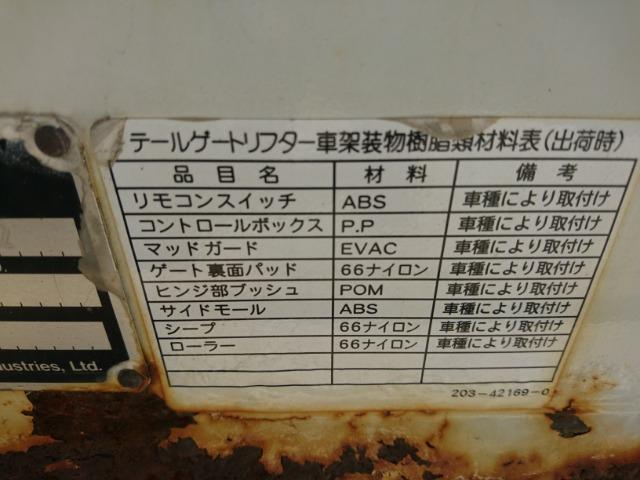 テールゲートリフター車架装物樹脂類材料表(出荷時)
品目名 材料 備考
リモコンスイッチ ABS 車種により取付け
コントロールボックス P.P 車種により取付け
マッドガード EVAC 車種により取付け
ゲート裏面パッド 66ナイロン 車種により取付け
ヒンジ部ブッシュ POM 車種により取付け
サイドモール ABS 車種により取付け
シーブ 66ナイロン 車種により取付け
ローラー 66ナイロン 車種により取付け
203-42169-0
dustries, Ltd.